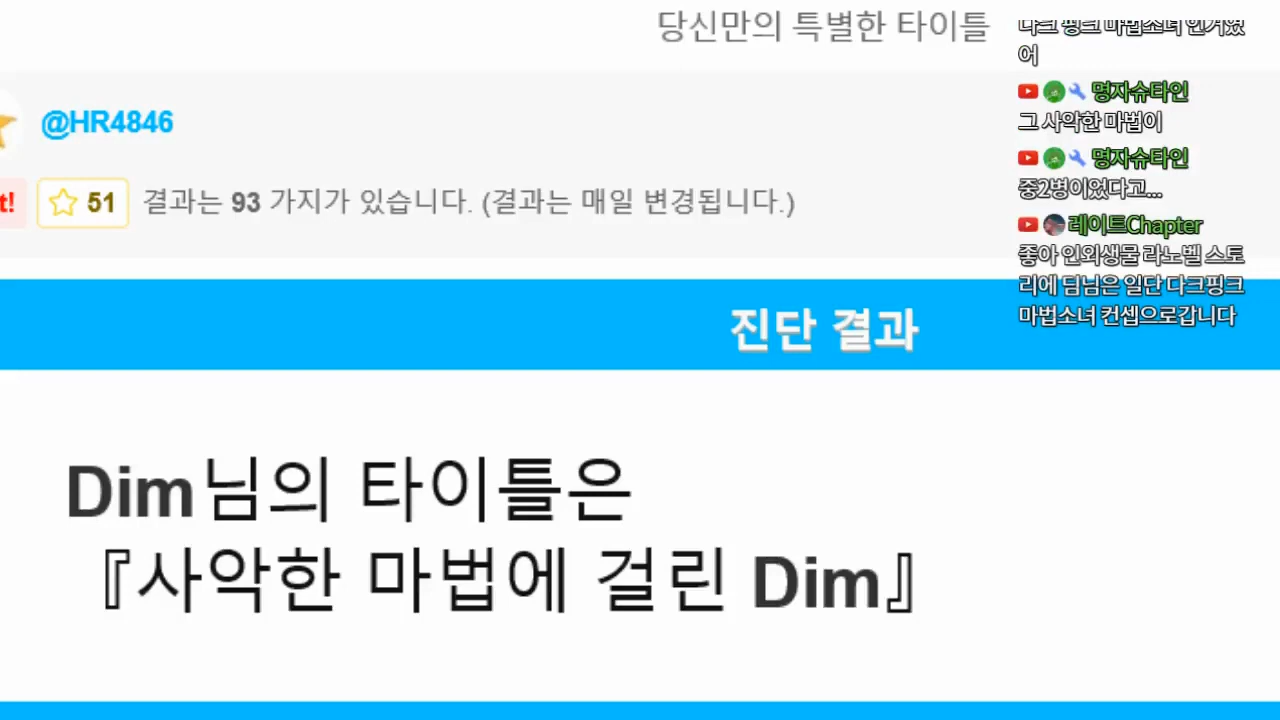 당신만의 특별한 타이틀
@HR4846
t!
51
결과는 93 가지가 있습니다. (결과는 매일 변경됩니다.)
진단 결과
Dim님의 타이틀은
『사악한 마법에 걸린 Dim』
마법소녀
어
명자슈타인
그 사악한 마법이
명자슈타인
중2병이었다고...
레이트Chapter
좋아 인외생물 라노벨 스토
리에 딤님은 일단 다크핑크
마법소녀 컨셉으로갑니다